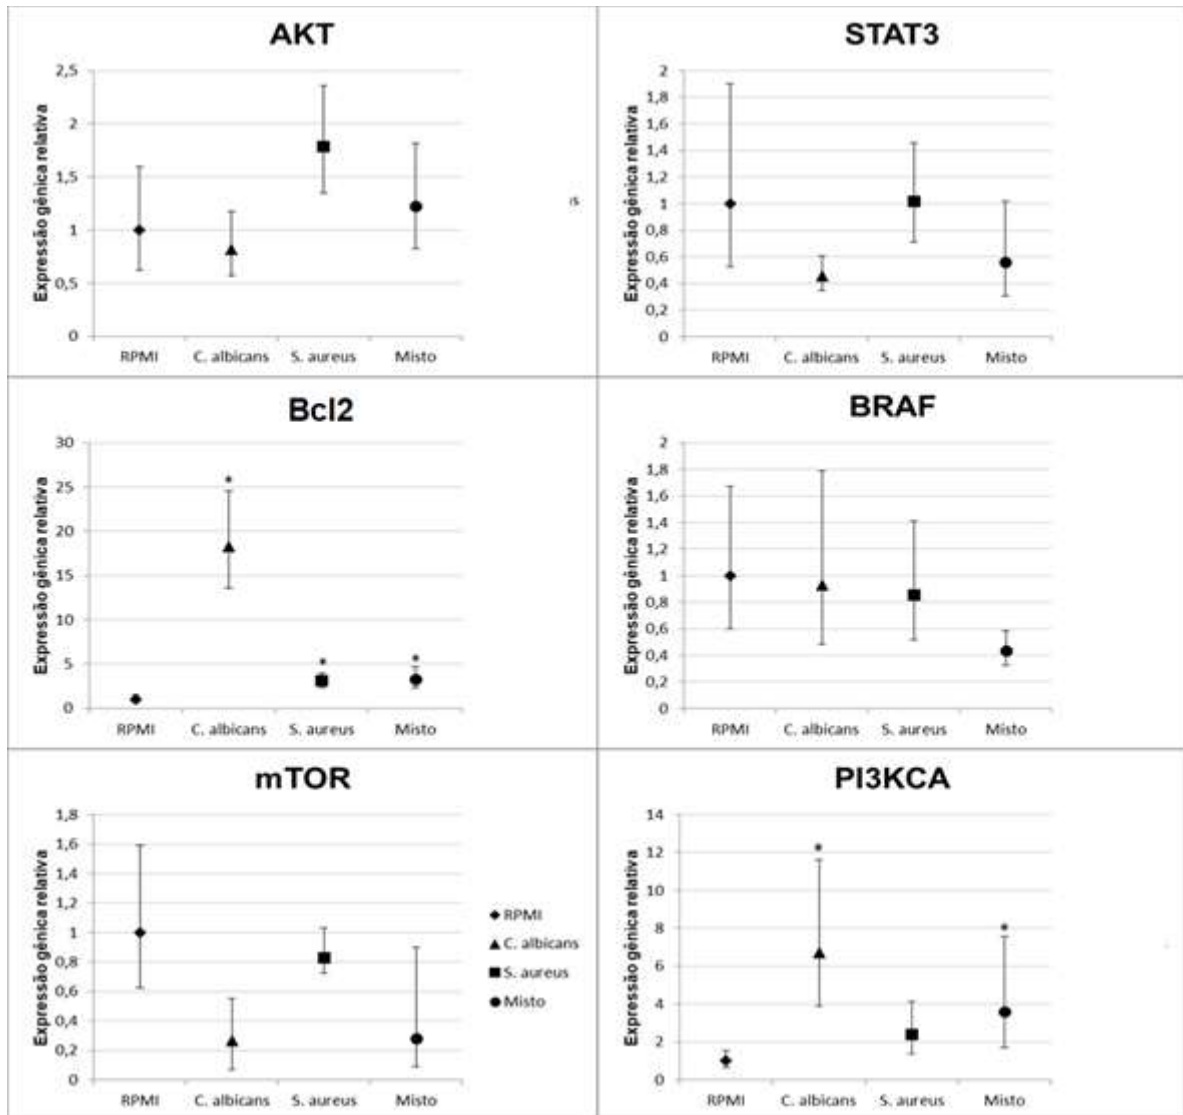 AKT
Expressão gênica relativa
2,5
2
1,5
1
0,5
0
RPMI C. albicans S. aureus Misto
is
STAT3
Expressão gênica relativa
2
1,8
1,6
1,4
1,2
1
0,8
0,6
0,4
0,2
0
RPMI C. albicans S. aureus Misto
Bcl2
Expressão gênica relativa
30
25
20
15
10
5
0
*
*
*
RPMI C. albicans S. aureus Misto
BRAF
Expressão gênica relativa
2
1,8
1,6
1,4
1,2
1
0,8
0,6
0,4
0,2
0
RPMI C. albicans S. aureus Misto
mTOR
Expressão gênica relativa
1,8
1,6
1,4
1,2
1
0,8
0,6
0,4
0,2
0
RPMI C. albicans S. aureus Misto
RPMI
C. albicans
S. aureus
Misto
PI3KCA
Expressão gênica relativa
14
12
10
8
6
4
2
0
*
*
RPMI C. albicans S. aureus Misto